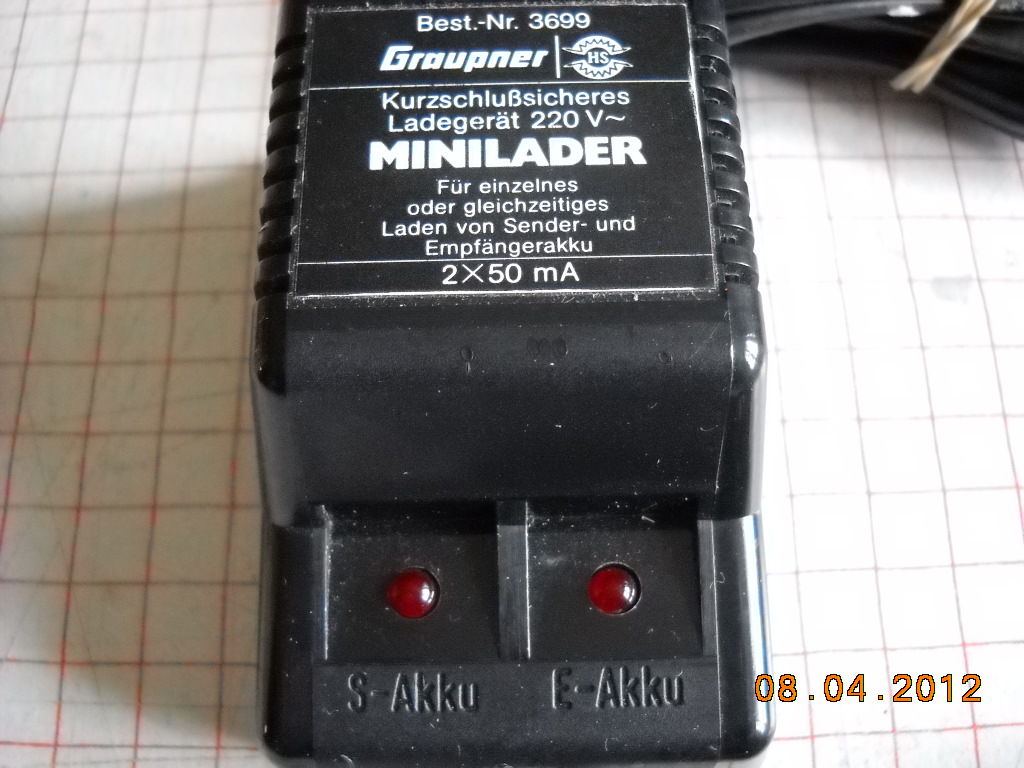 Best.-Nr. 3699
Graupner HS
Kurzschlußsicheres
Ladegerät 220 V~
MINILADER
Für einzelnes
oder gleichzeitiges
Laden von Sender- und
Empfängerakku
2×50 mA
S-Akku E-Akku
08.04.2012